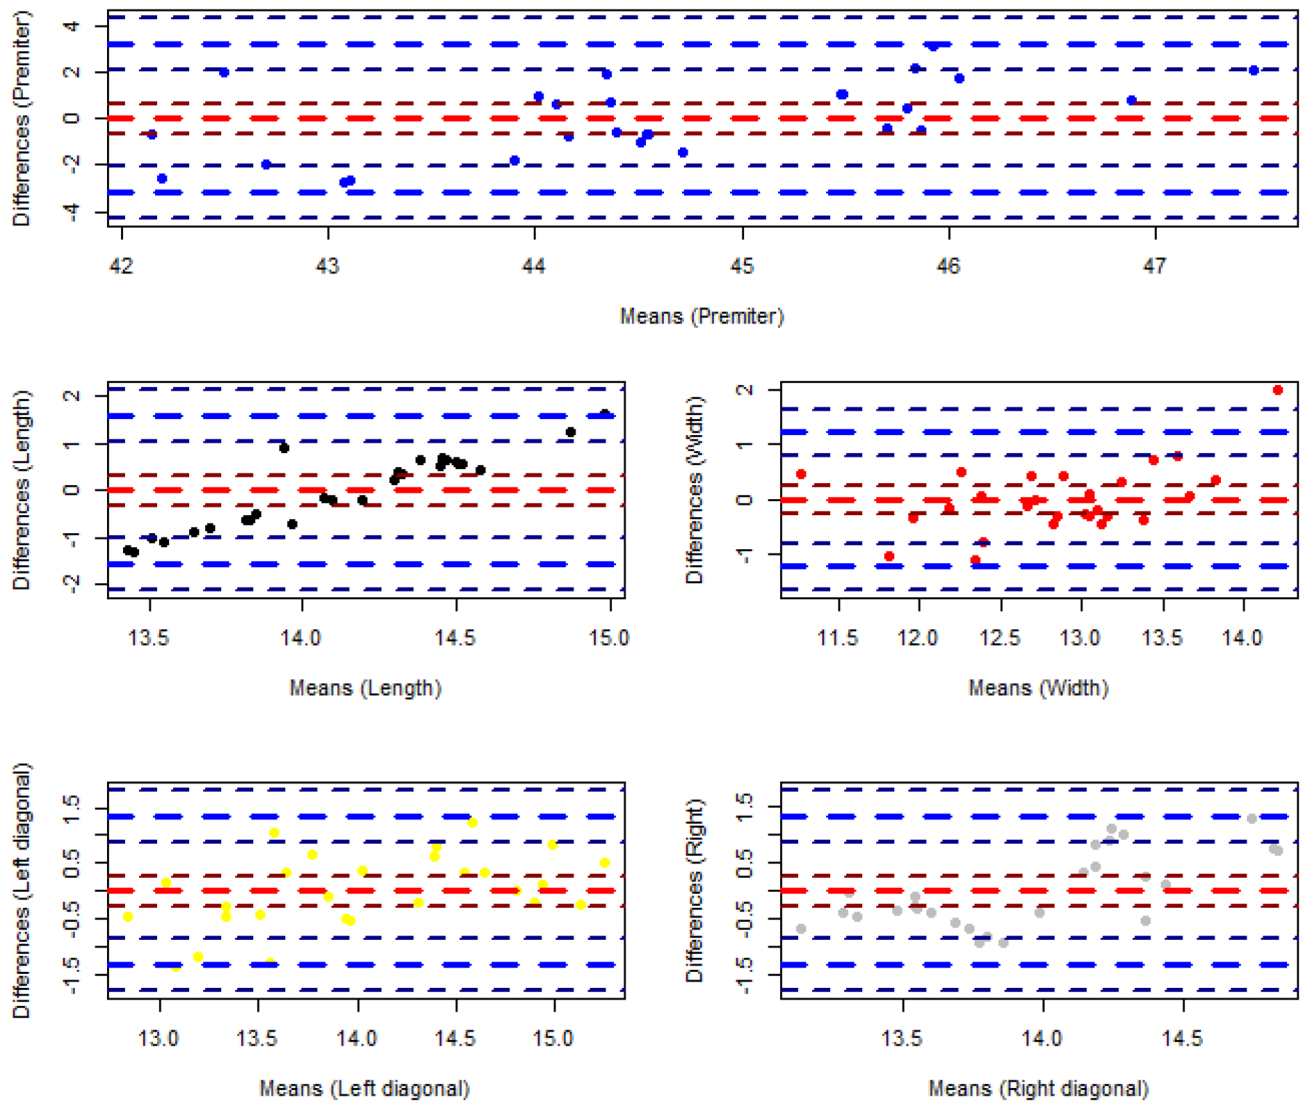 Differences (Premiter)
4
2
0
-2
-4
42 43 44 45 46 47
Means (Premiter)
Differences (Length)
2
1
0
-1
-2
13.5 14.0 14.5 15.0
Means (Length)
Differences (Width)
2
1
0
-1
11.5 12.0 12.5 13.0 13.5 14.0
Means (Width)
Differences (Left diagonal)
1.5
0.5
-0.5
-1.5
13.0 13.5 14.0 14.5 15.0
Means (Left diagonal)
Differences (Right)
1.5
0.5
-0.5
-1.5
13.5 14.0 14.5
Means (Right diagonal)